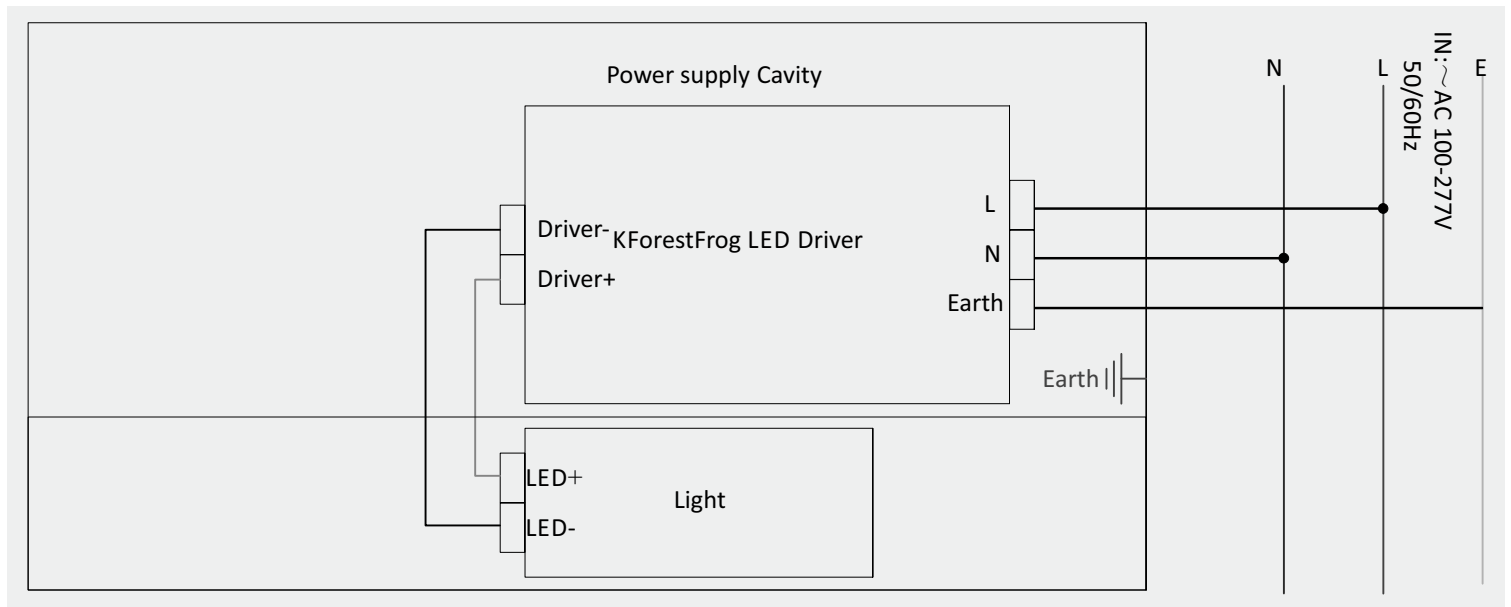 Power supply Cavity
N
L
E
IN:～AC 100-277V
50/60Hz
L
Driver-
KForestFrog LED Driver
N
Driver+
Earth
Earth
LED+
Light
LED-